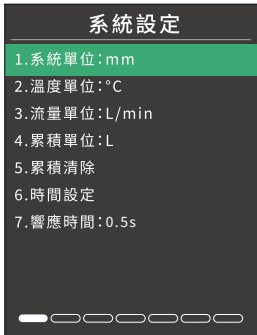 系統設定
1.系統單位：mm
2.溫度單位：°C
3.流量單位：L/min
4.累積單位：L
5.累積清除
6.時間設定
7.響應時間：0.5s